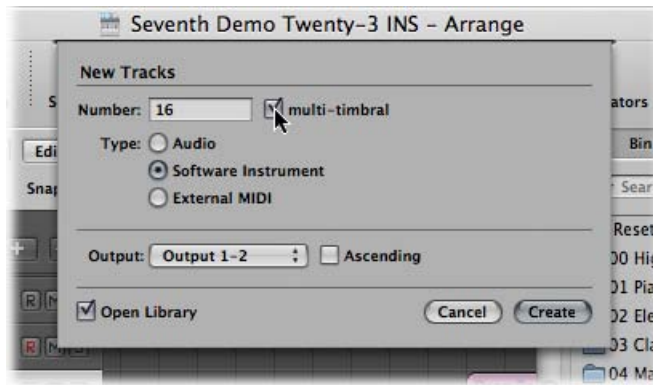 Seventh Demo Twenty-3 INS - Arrange
New Tracks
Number: 16 multi-timbral
Type: Audio
Software Instrument
External MIDI
Output: Output 1-2 Ascending
Open Library Cancel Create
Edi
Snap
R M
R M S
ators
Bin
Sear
Reset
00 Hig
01 Pia
02 Ele
03 Cla
04 Ma